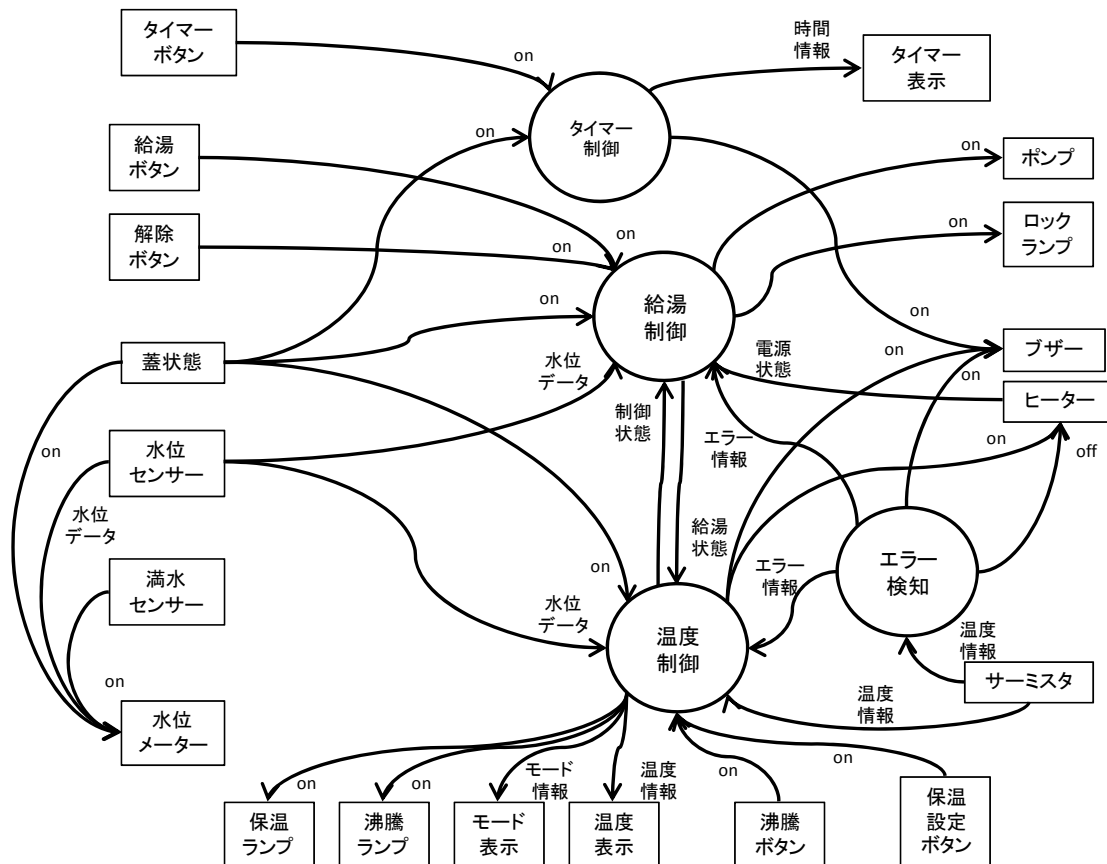 タイマー
ボタン
on
時間
情報
タイマー
表示
on
タイマー
制御
給湯
ボタン
on
ポンプ
解除
ボタン
on
on
on
ロック
ランプ
on
給湯
制御
on
蓋状態
水位
データ
電源
状態
on
ブザー
on
制御
状態
エラー
情報
ヒーター
on
水位
センサー
on
off
水位
データ
給湯
状態
on
エラー
情報
エラー
検知
満水
センサー
水位
データ
温度
制御
温度
情報
on
サーミスタ
温度
情報
水位
メーター
on
on
モード
情報
温度
情報
on
on
保温
ランプ
沸騰
ランプ
モード
表示
温度
表示
沸騰
ボタン
保温
設定
ボタン